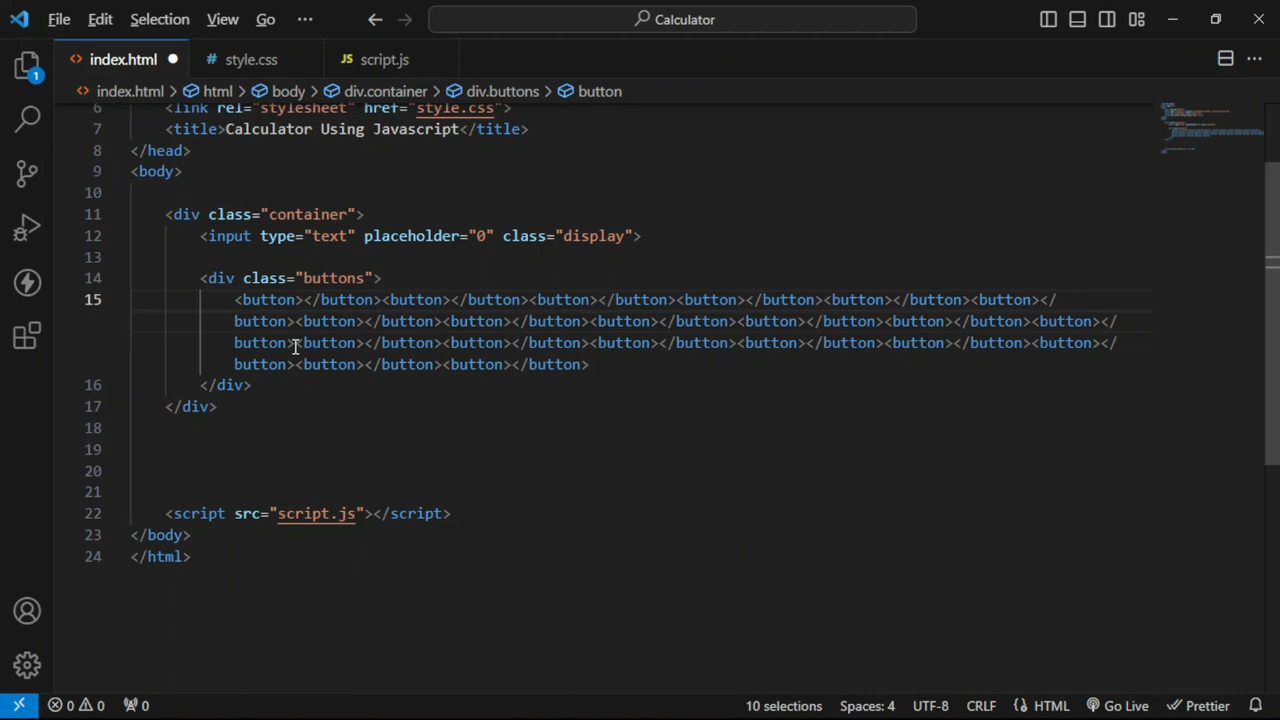 File Edit Selection View Go ··· Calculator
index.html style.css JS script.js
index.html > html > body > div.container > div.buttons > button
6 <link rel="stylesheet" href="style.css">
7 <title>Calculator Using Javascript</title>
8 </head>
9 <body>
10
11 <div class="container">
12 <input type="text" placeholder="0" class="display">
13
14 <div class="buttons">
15 <button></button><button></button><button></button><button></button><button></button><button></
button><button></button><button></button><button></button><button></button><button></button><button></
button><button></button><button></button><button></button><button></button><button></button><button></
button><button></button><button></button>
16 </div>
17 </div>
18
19
20
21
22 <script src="script.js"></script>
23 </body>
24 </html>
1
0 0 0 10 selections Spaces: 4 UTF-8 CRLF HTML Go Live Prettier